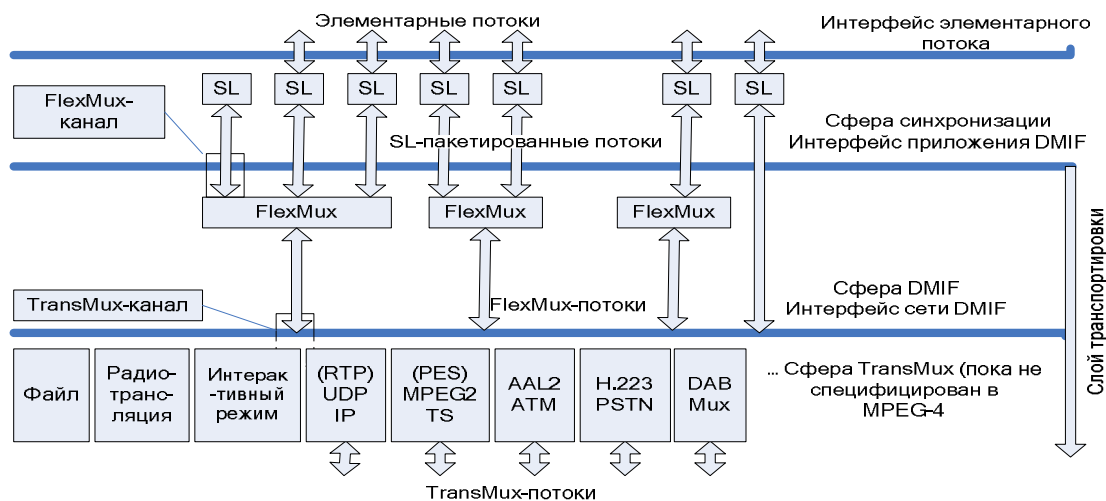 Элементарные потоки
Интерфейс элементарного
потока
SL
SL
SL
SL
SL
SL
SL
FlexMux-
канал
SL-пакетированные потоки
Сфера синхронизации
Интерфейс приложения DMIF
FlexMux
FlexMux
FlexMux
TransMux-канал
FlexMux-потоки
Сфера DMIF
Интерфейс сети DMIF
Слой транспортировки
Файл
Радио-
транс-
ляция
Интерак
-тивный
режим
(RTP)
UDP
IP
(PES)
MPEG2
TS
AAL2
ATM
H.223
PSTN
DAB
Mux
... Сфера TransMux (пока не
специфицирован в
MPEG-4
TransMux-потоки